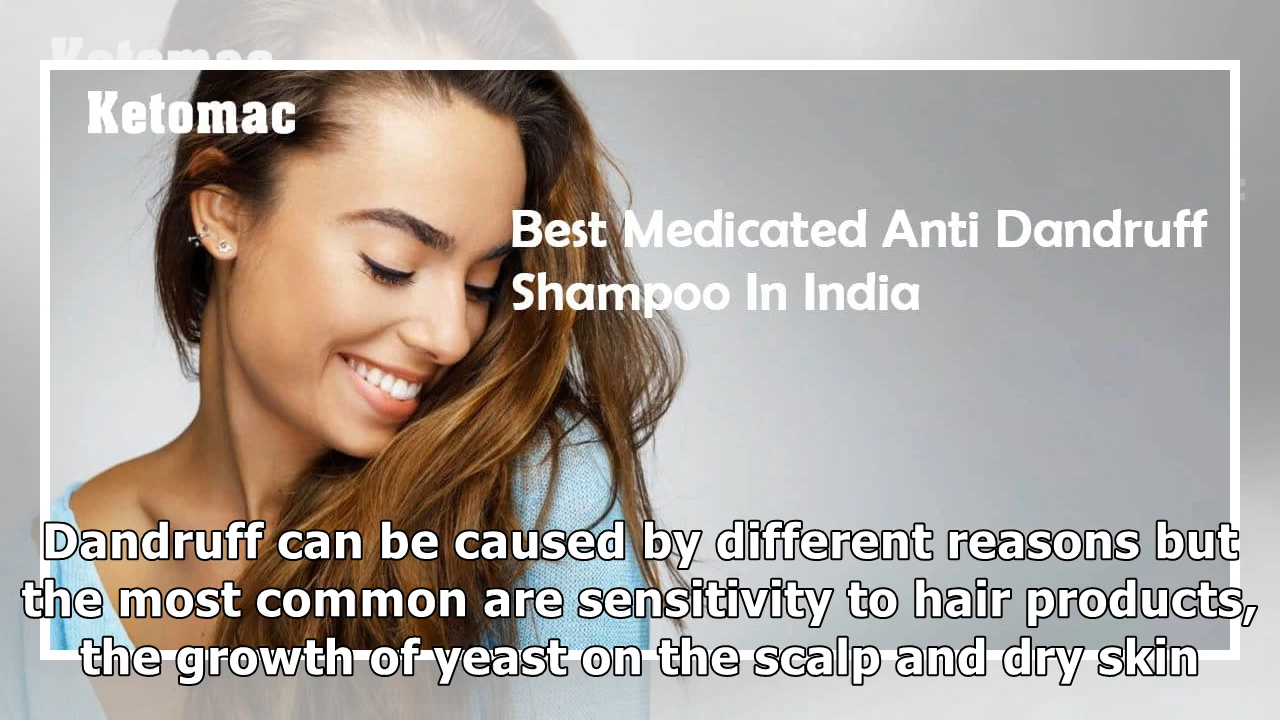 Ketomac
Ketomac
Best Medicated Anti Dandruff
Shampoo In India
Dandruff can be caused by different reasons but
the most common are sensitivity to hair products,
the growth of yeast on the scalp and dry skin